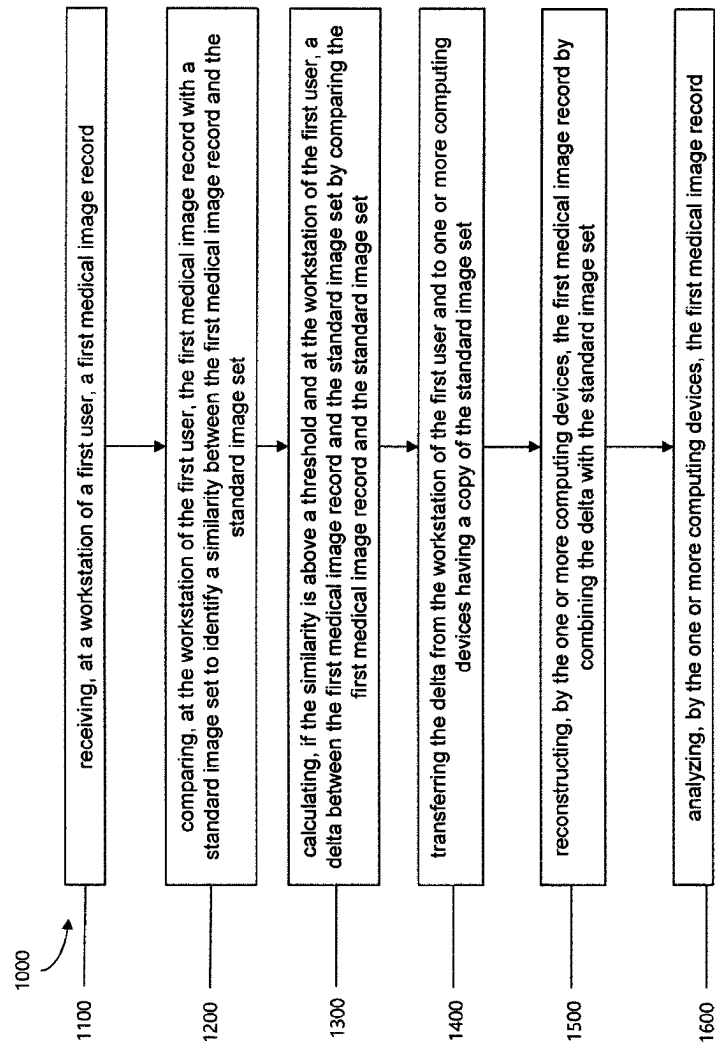 1000
1100
receiving, at a workstation of a first user, a first medical image record
1200
comparing, at the workstation of the first user, the first medical image record with a
standard image set to identify a similarity between the first medical image record and the
standard image set
1300
calculating, if the similarity is above a threshold and at the workstation of the first user, a
delta between the first medical image record and the standard image set by comparing the
first medical image record and the standard image set
1400
transferring the delta from the workstation of the first user and to one or more computing
devices having a copy of the standard image set
1500
reconstructing, by the one or more computing devices, the first medical image record by
combining the delta with the standard image set
1600
analyzing, by the one or more computing devices, the first medical image record